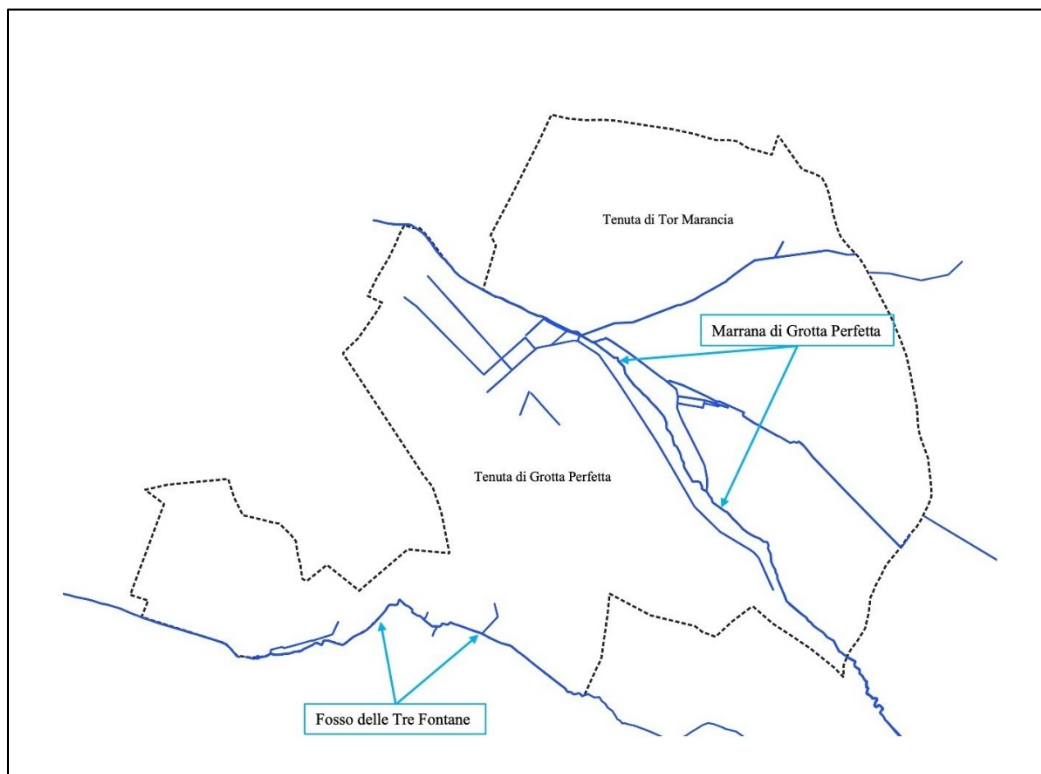 Tenuta di Tor Marancia
Marrana di Grotta Perfetta
Tenuta di Grotta Perfetta
Fosso delle Tre Fontane